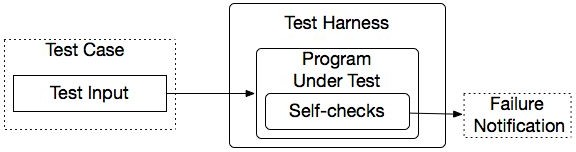 Test Case
Test Input
Test Harness
Program
Under Test
Self-checks
Failure
Notification